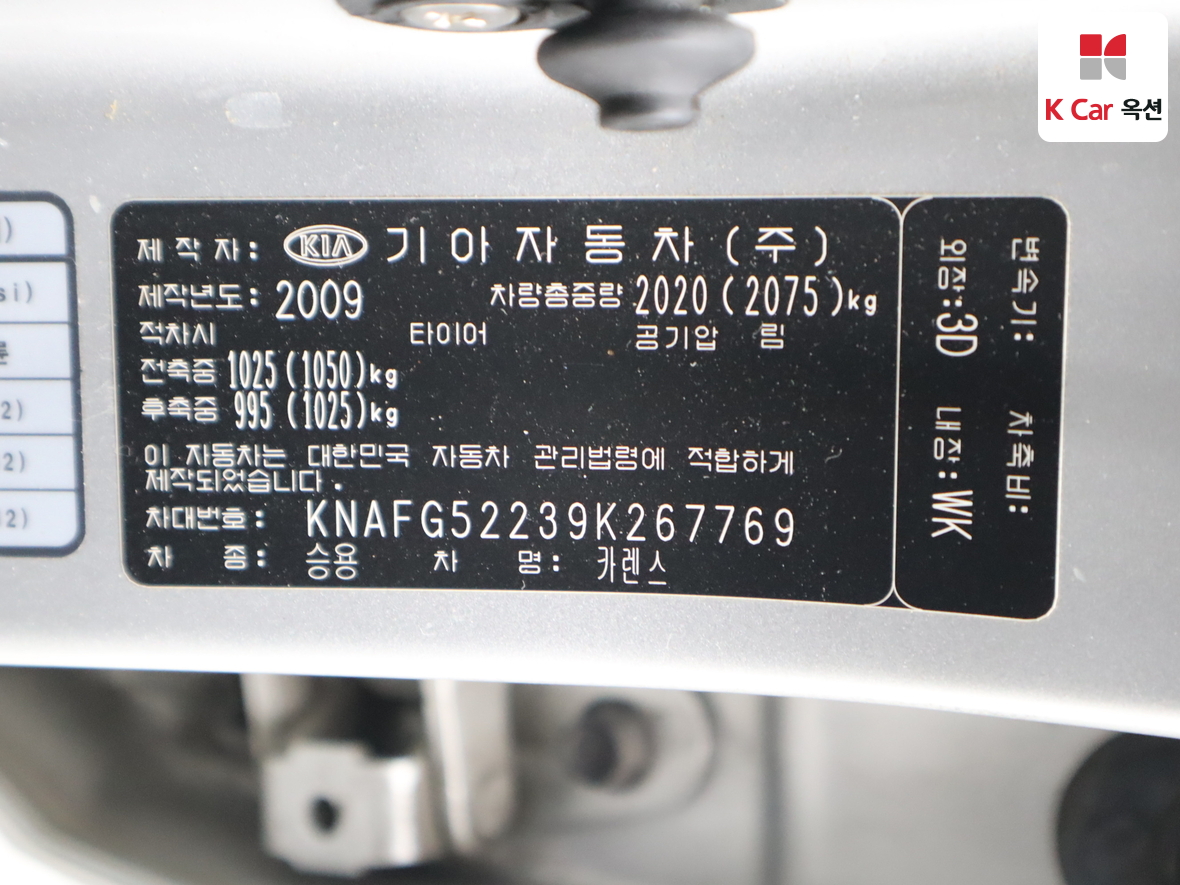 K Car 옥션
제 작 자: KIA 기 아 자 동 차 (주)
제작년도: 2009 차량총중량 2020 (2075)kg
적차시 타이어 공기압 림
전축중 1025 (1050)kg
후축중 995 (1025)kg
이 자동차는 대한민국 자동차 관리법령에 적합하게
제작되었습니다.
차대번호: KNAFG52239K267769
차 종: 승용 차 명: 카렌스
변속기: 차축비:
외장:3D 내장:WK
si)
2)
2)
2)